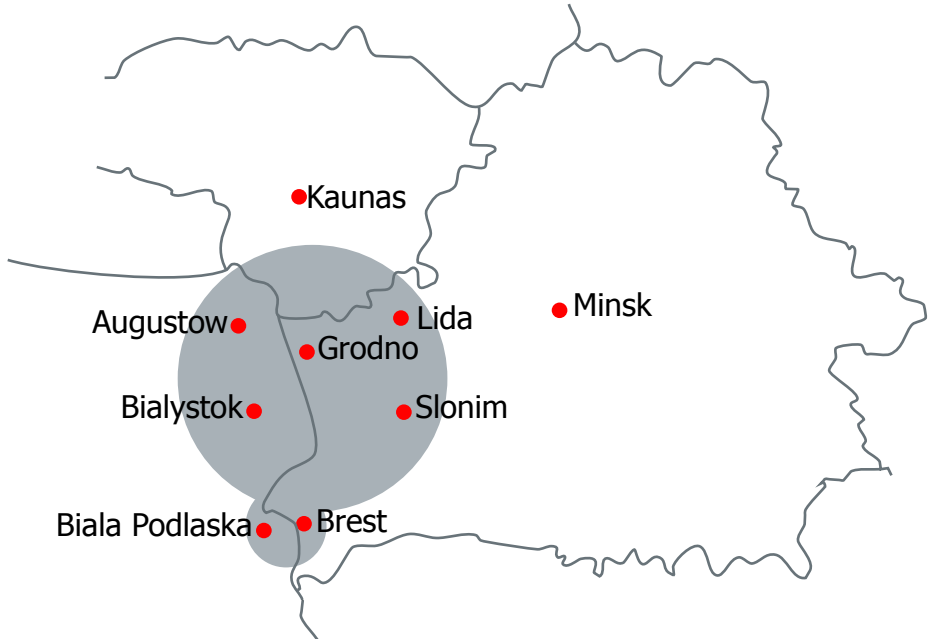 Kaunas
Minsk
Augustow
Lida
Grodno
Bialystok
Slonim
Biala Podlaska
Brest